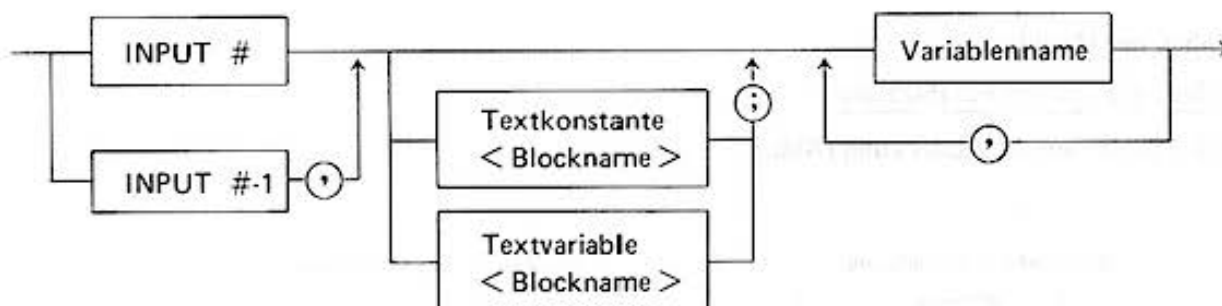 INPUT #
Variablenname
;
Textkonstante
< Blockname >
,
INPUT #-1 ,
Textvariable
< Blockname >